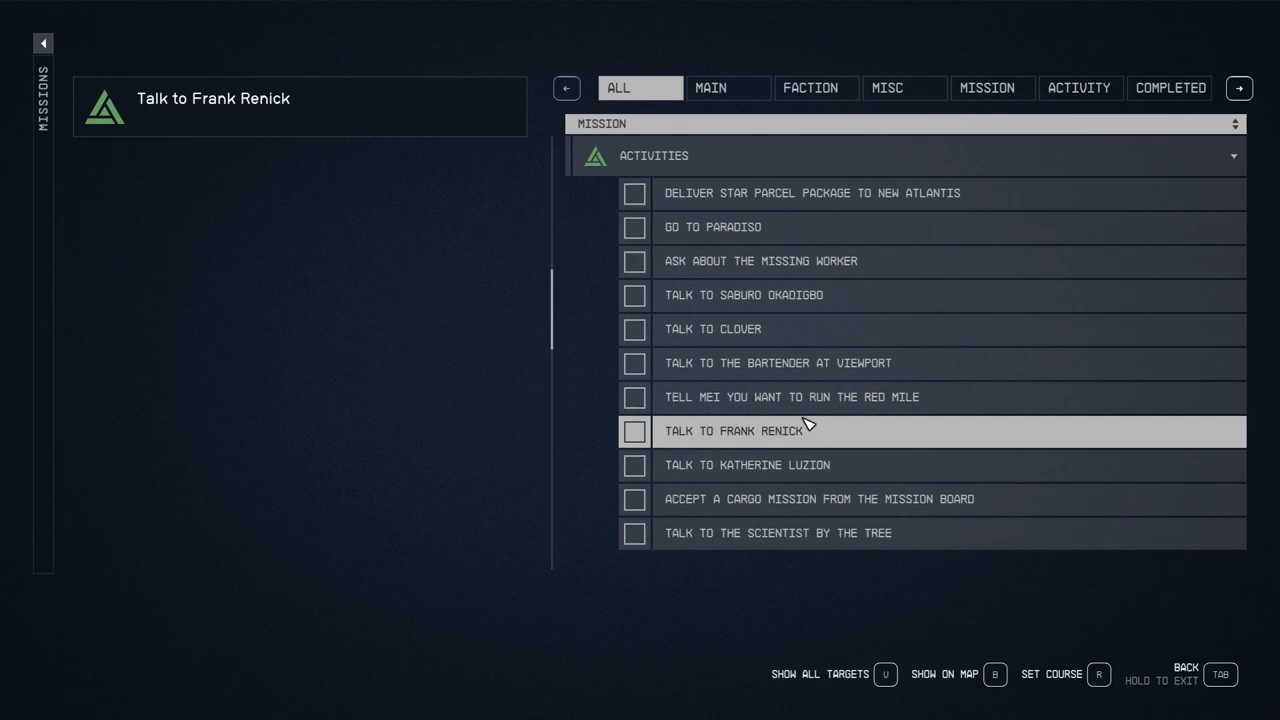 MISSIONS
Talk to Frank Renick
ALL
MAIN
FACTION
MISC
MISSION
ACTIVITY
COMPLETED
MISSION
ACTIVITIES
DELIVER STAR PARCEL PACKAGE TO NEW ATLANTIS
GO TO PARADISO
ASK ABOUT THE MISSING WORKER
TALK TO SABURO OKADIGBO
TALK TO CLOVER
TALK TO THE BARTENDER AT VIEWPORT
TELL MEI YOU WANT TO RUN THE RED MILE
TALK TO FRANK RENICK
TALK TO KATHERINE LUZION
ACCEPT A CARGO MISSION FROM THE MISSION BOARD
TALK TO THE SCIENTIST BY THE TREE
SHOW ALL TARGETS V
SHOW ON MAP B
SET COURSE R
BACK
HOLD TO EXIT
TAB